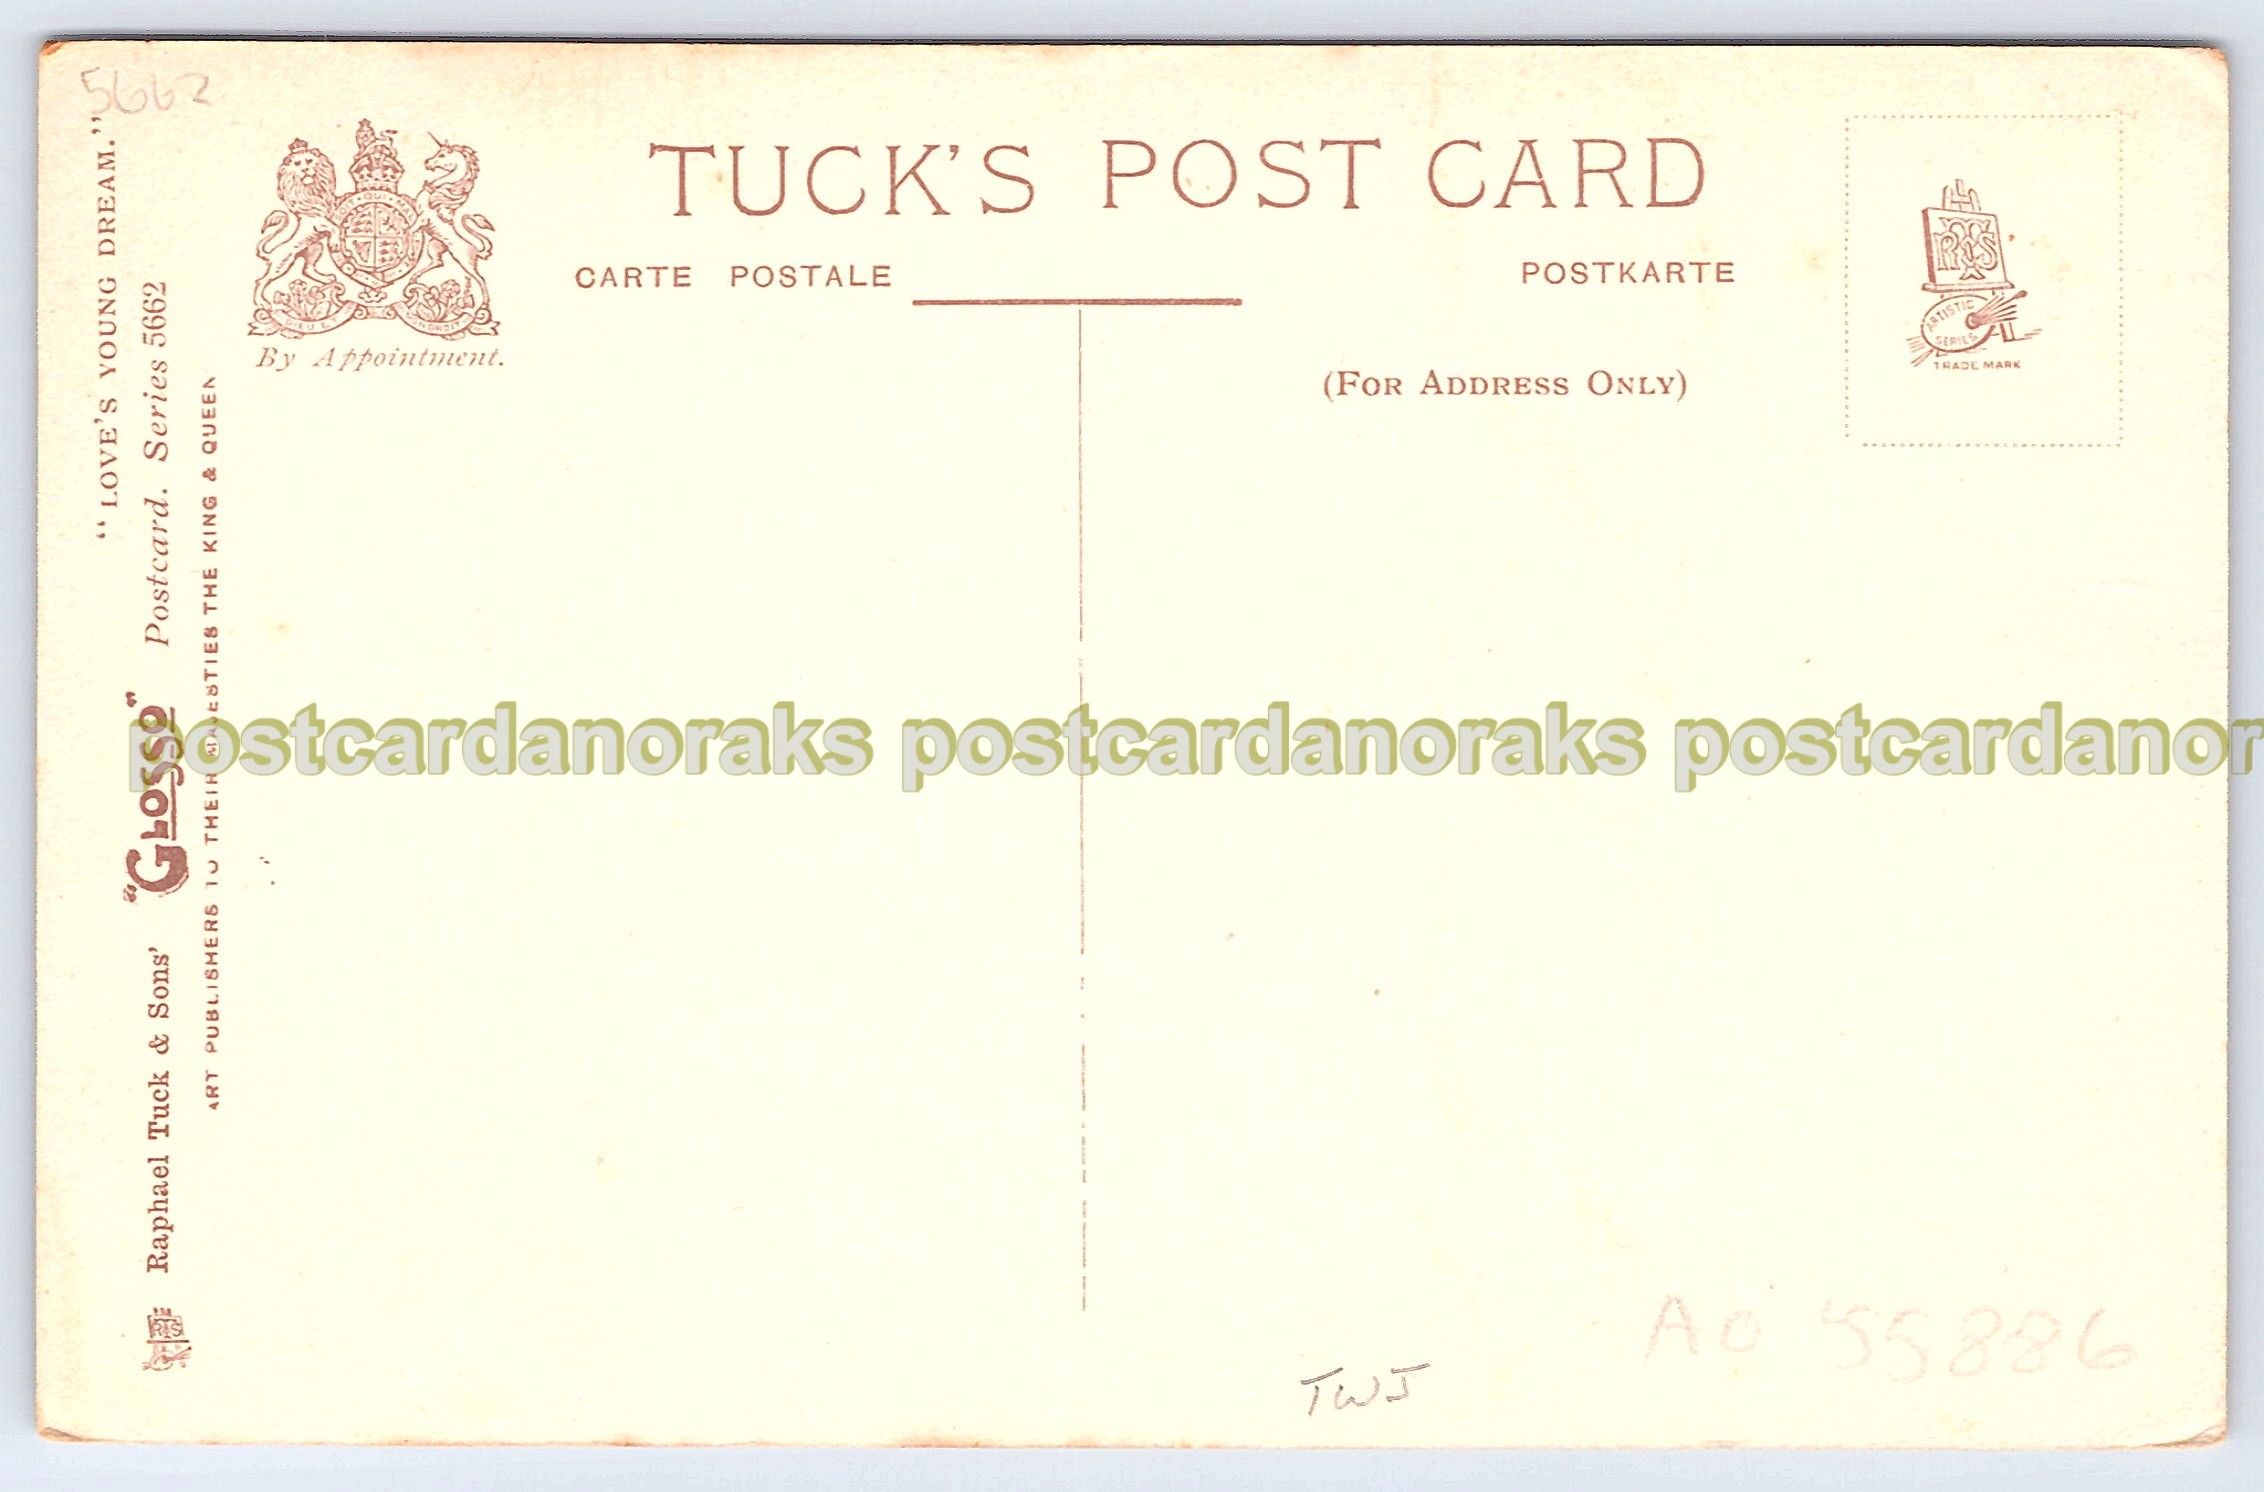 5662
"LOVE'S YOUNG DREAM."
Raphael Tuck & Sons' "GLOSSO" Postcard. Series 5662
ART PUBLISHERS TO THEIR MAJESTIES THE KING & QUEEN
By Appointment.
TUCK'S POST CARD
CARTE POSTALE
POSTKARTE
(FOR ADDRESS ONLY)
ARTISTIC
SERIES
TRADE MARK
postcardanoraks postcardanoraks postcardanor
AO 55886
TWJ